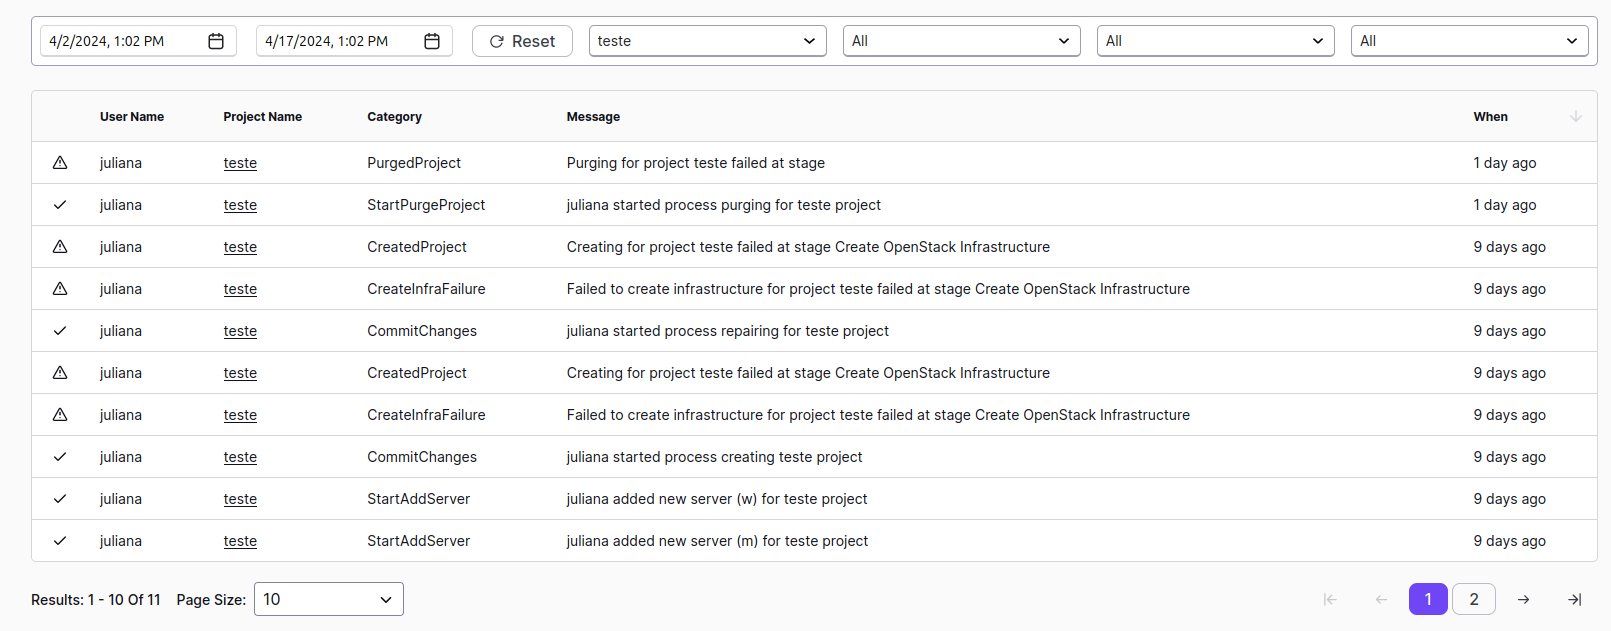 4/2/2024, 1:02 PM 4/17/2024, 1:02 PM Reset teste All All All
User Name Project Name Category Message When
juliana teste PurgedProject Purging for project teste failed at stage 1 day ago
juliana teste StartPurgeProject juliana started process purging for teste project 1 day ago
juliana teste CreatedProject Creating for project teste failed at stage Create OpenStack Infrastructure 9 days ago
juliana teste CreateInfraFailure Failed to create infrastructure for project teste failed at stage Create OpenStack Infrastructure 9 days ago
juliana teste CommitChanges juliana started process repairing for teste project 9 days ago
juliana teste CreatedProject Creating for project teste failed at stage Create OpenStack Infrastructure 9 days ago
juliana teste CreateInfraFailure Failed to create infrastructure for project teste failed at stage Create OpenStack Infrastructure 9 days ago
juliana teste CommitChanges juliana started process creating teste project 9 days ago
juliana teste StartAddServer juliana added new server (w) for teste project 9 days ago
juliana teste StartAddServer juliana added new server (m) for teste project 9 days ago
Results: 1 - 10 Of 11 Page Size: 10 1 2